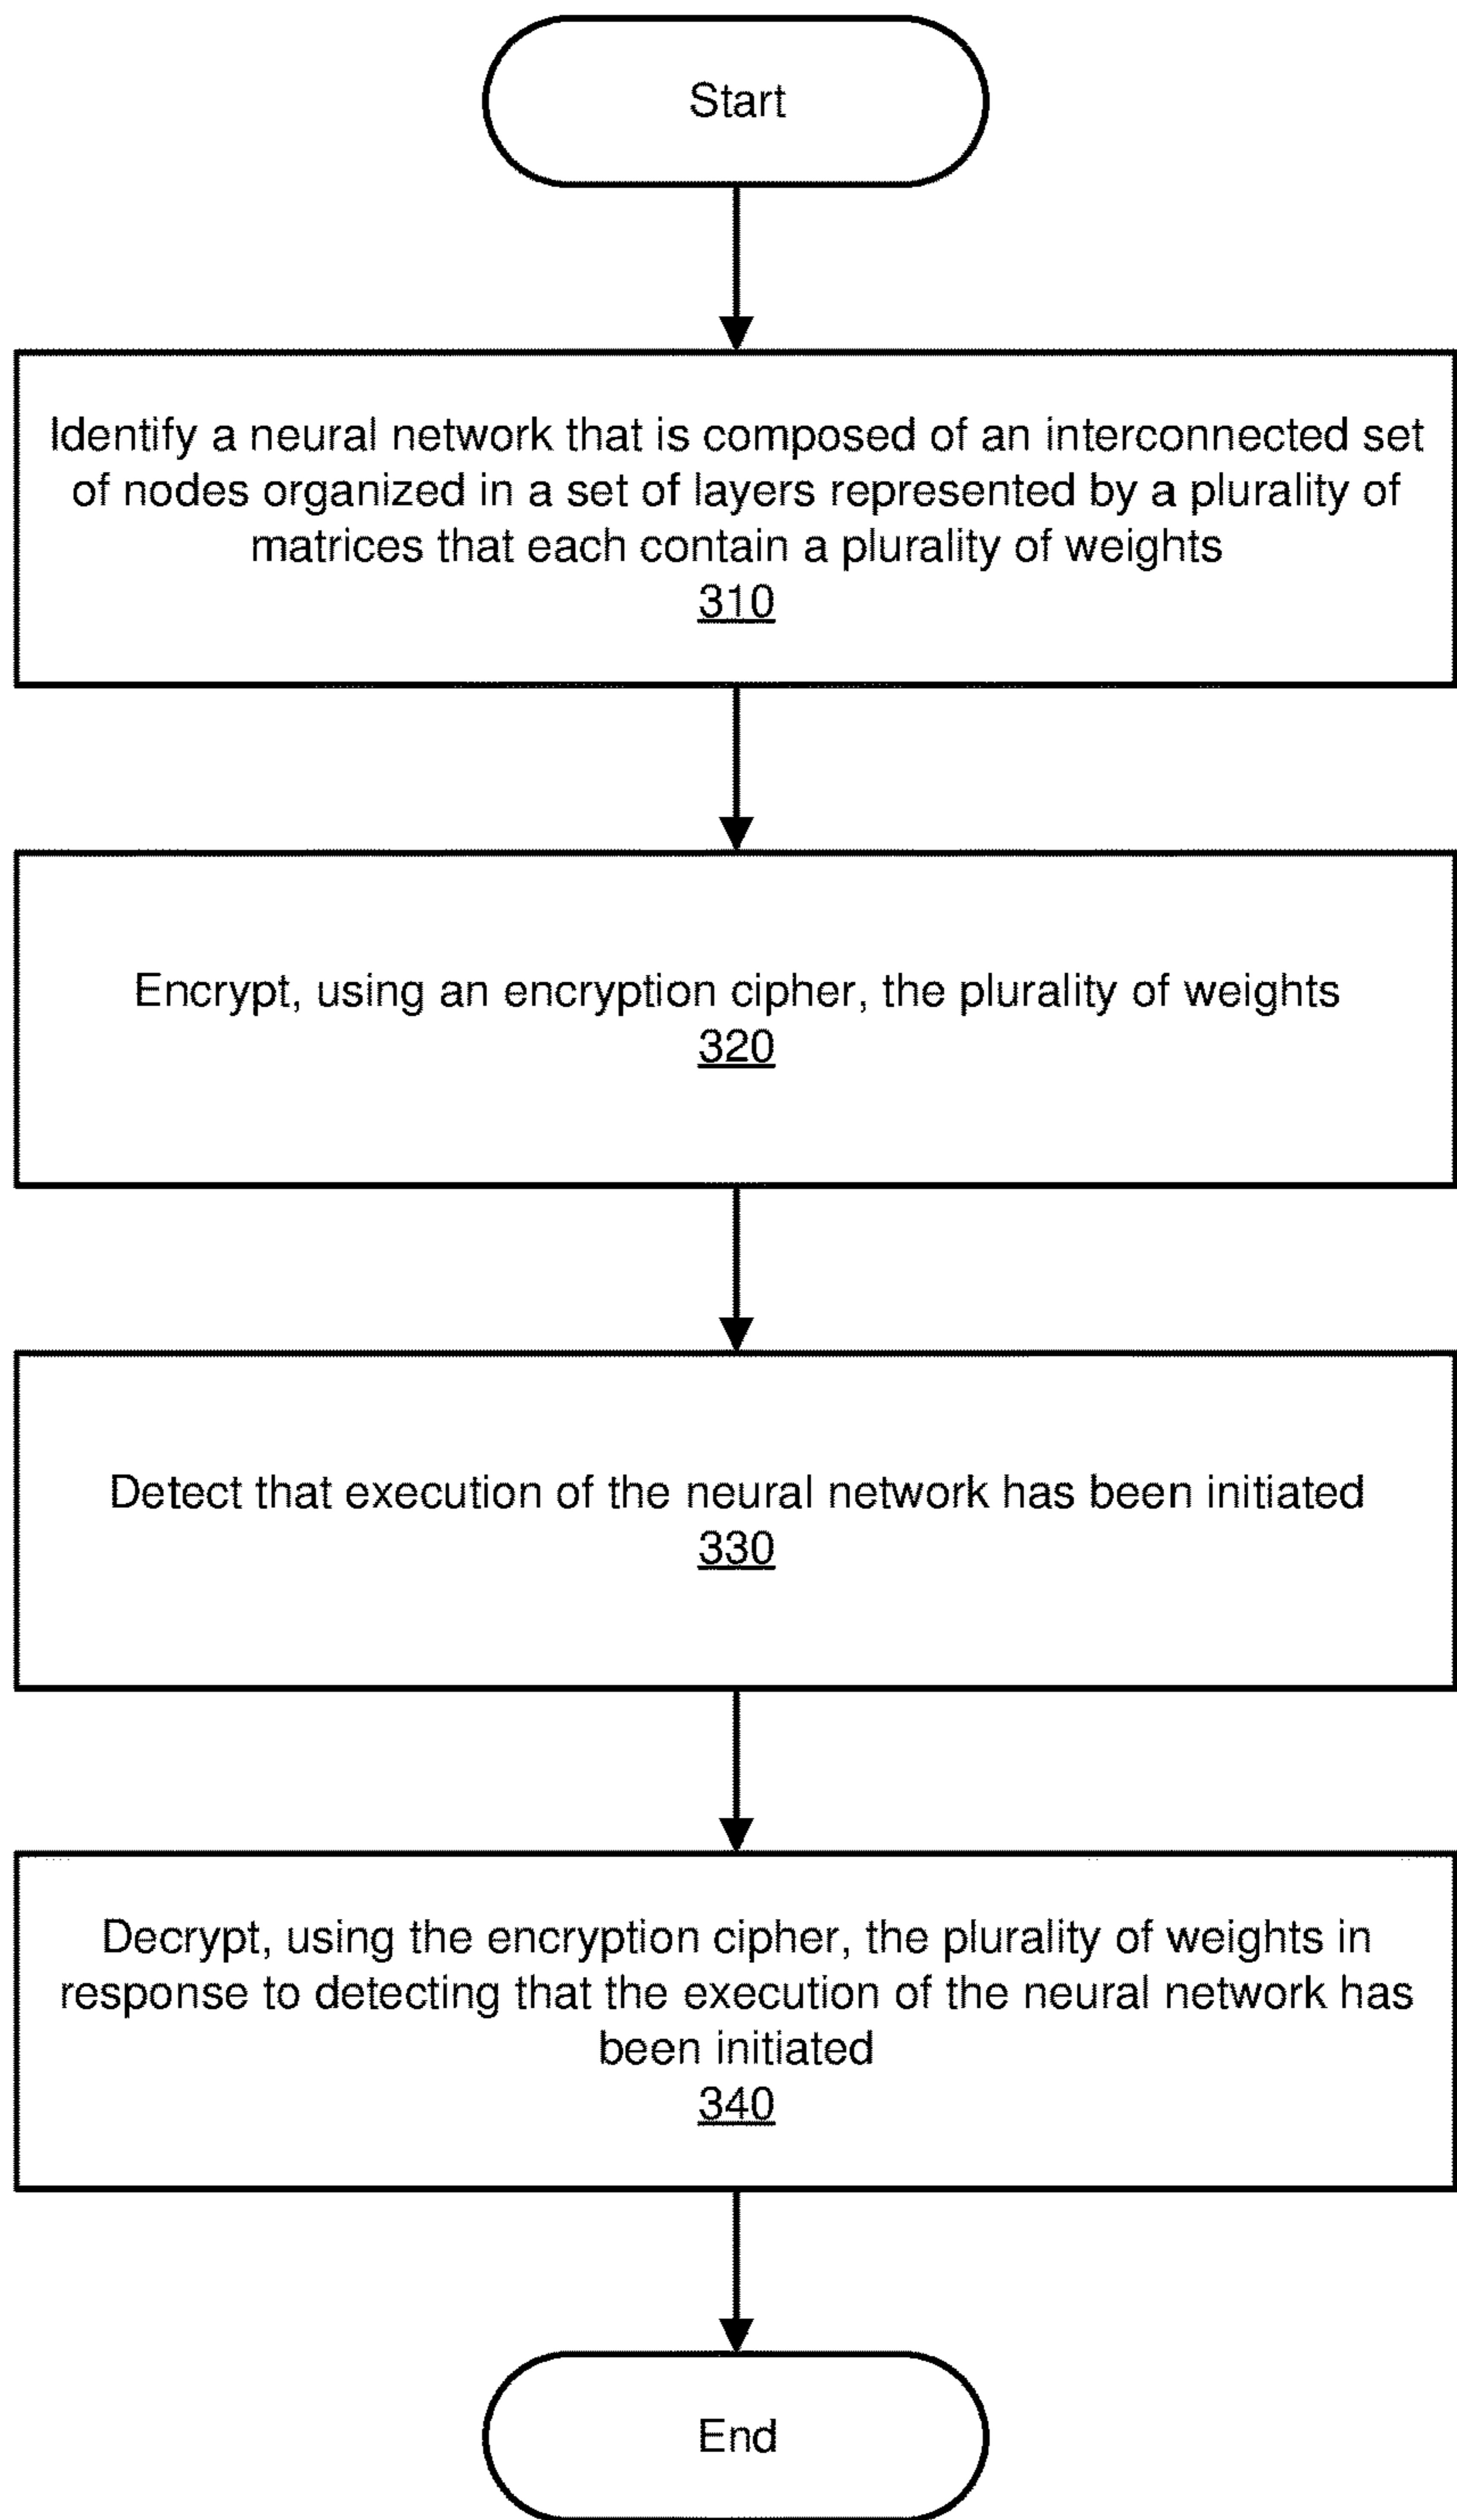 Start
Identify a neural network that is composed of an interconnected set
of nodes organized in a set of layers represented by a plurality of
matrices that each contain a plurality of weights
310
Encrypt, using an encryption cipher, the plurality of weights
320
Detect that execution of the neural network has been initiated
330
Decrypt, using the encryption cipher, the plurality of weights in
response to detecting that the execution of the neural network has
been initiated
340
End